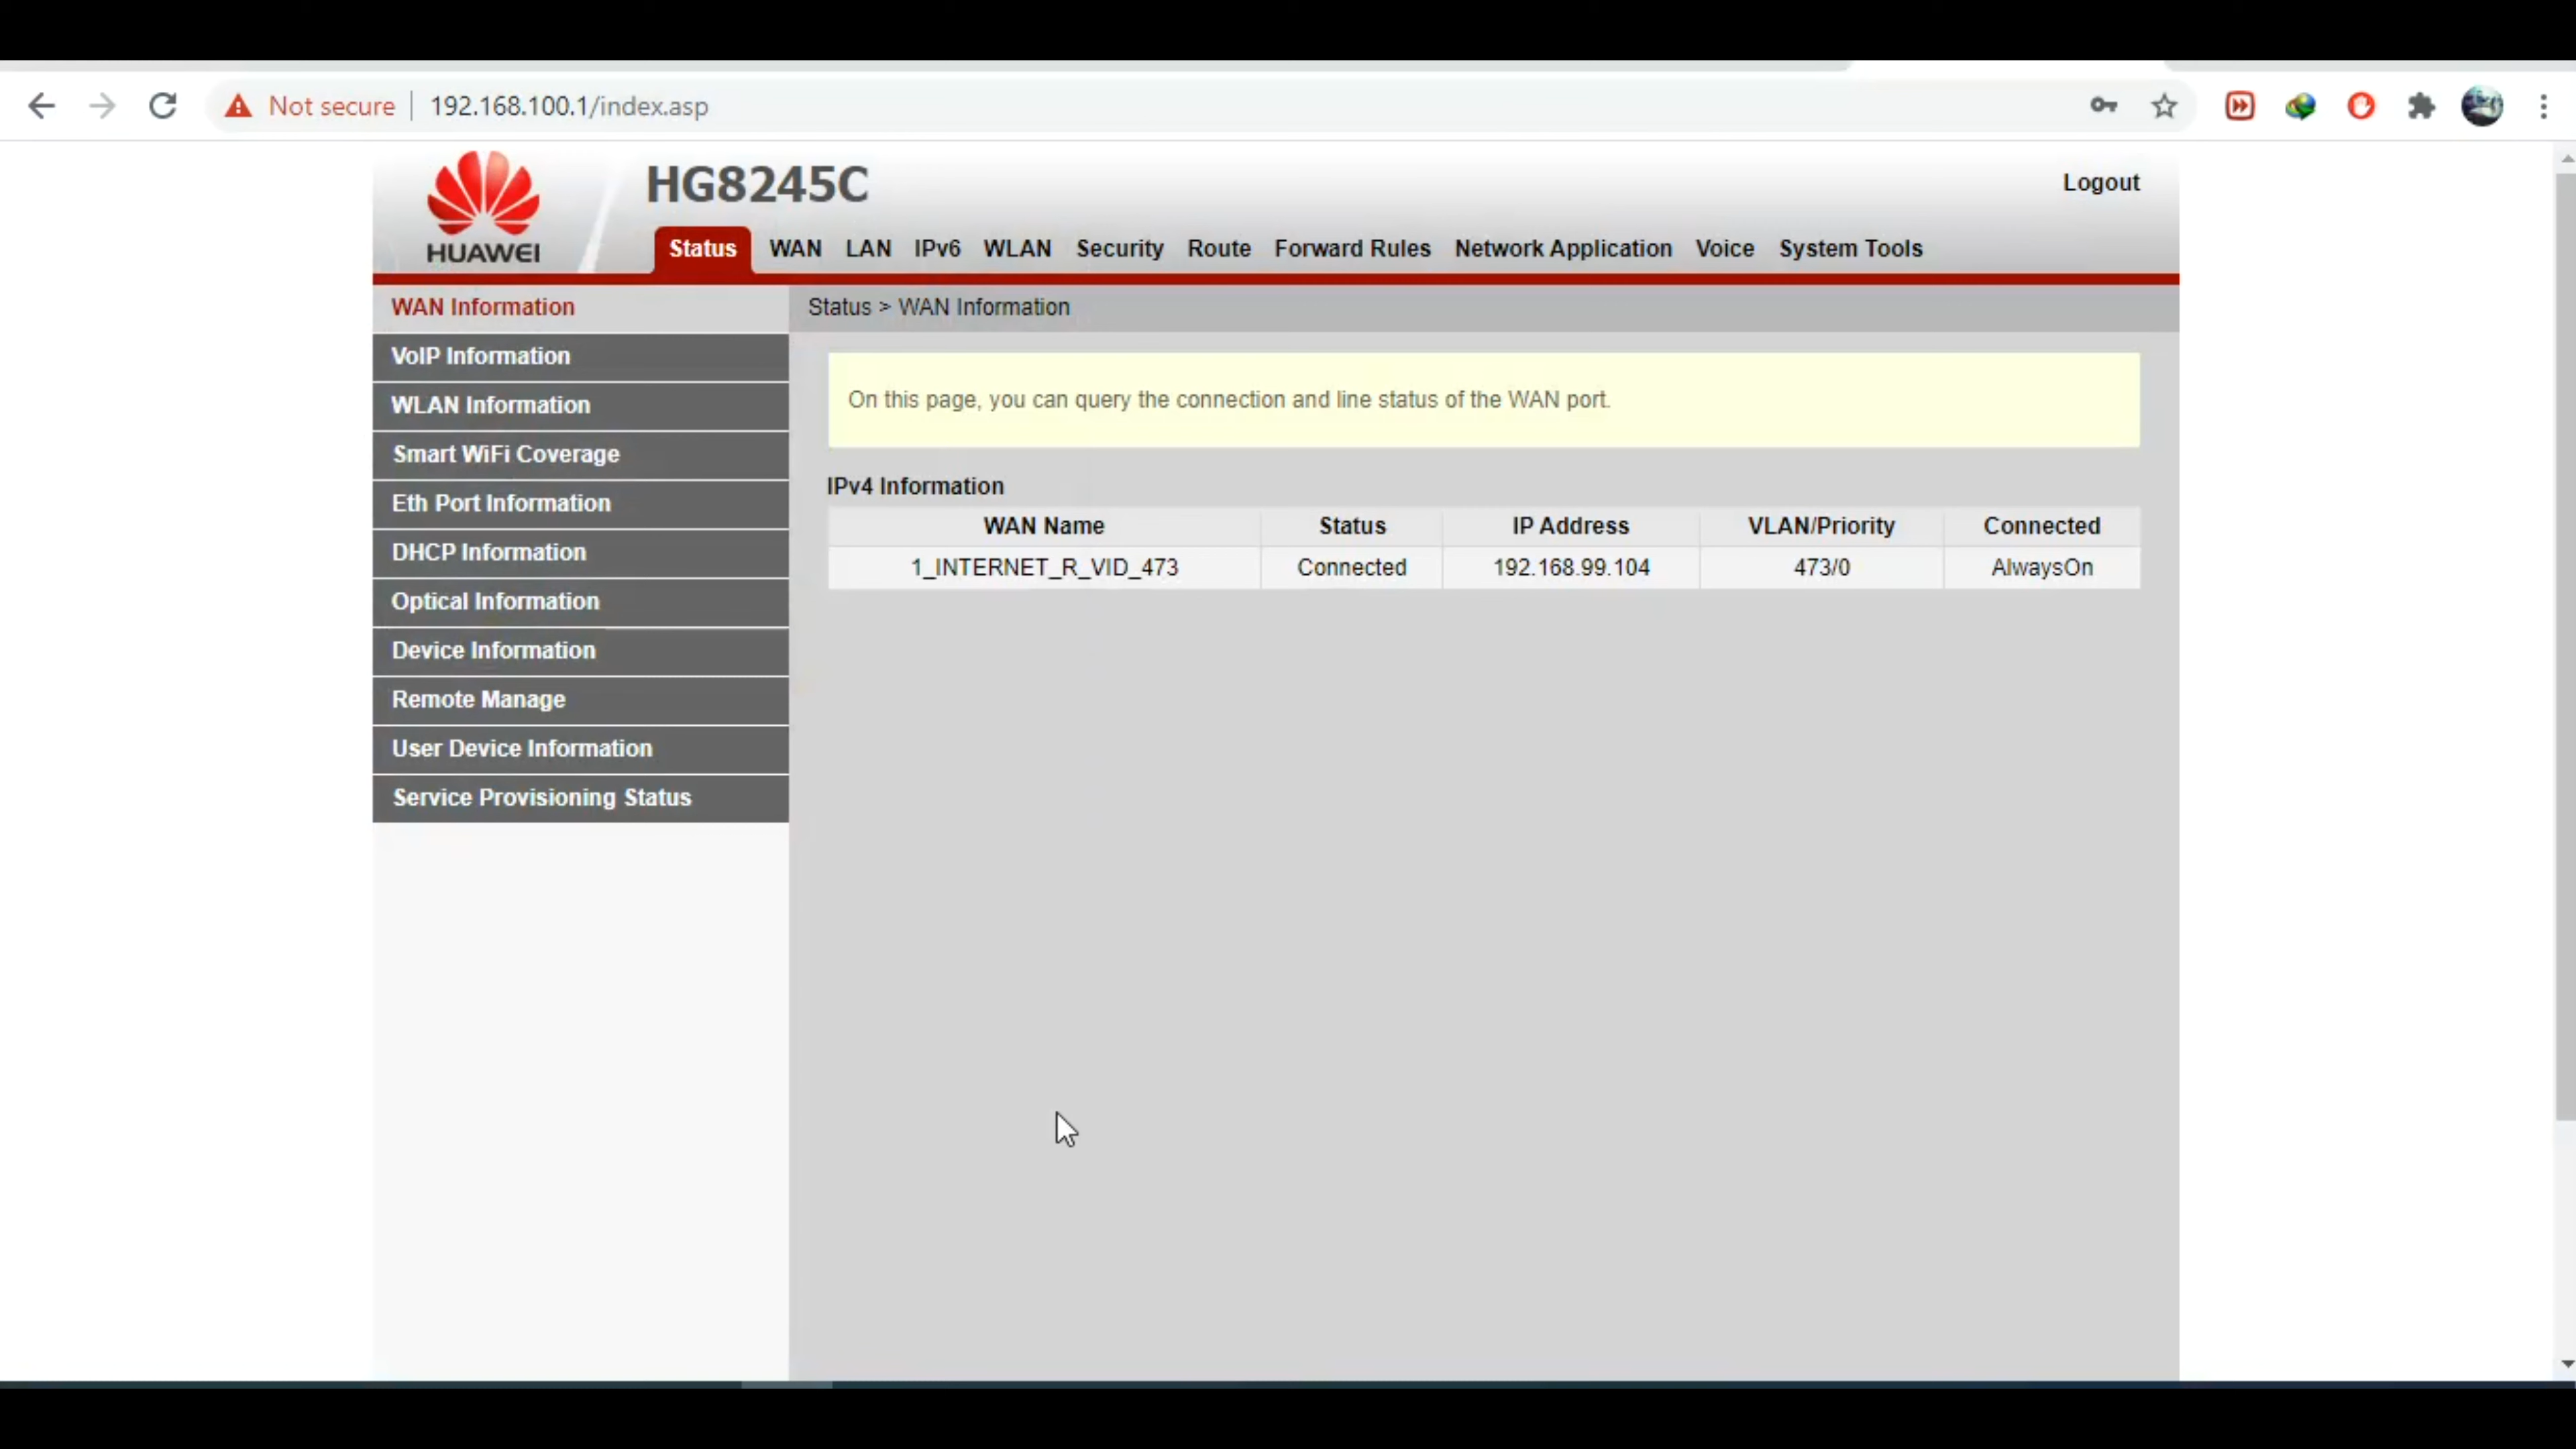 Not secure 192.168.100.1/index.asp
HUAWEI
HG8245C
Logout
Status WAN LAN IPv6 WLAN Security Route Forward Rules Network Application Voice System Tools
WAN Information
VoIP Information
WLAN Information
Smart WiFi Coverage
Eth Port Information
DHCP Information
Optical Information
Device Information
Remote Manage
User Device Information
Service Provisioning Status
Status > WAN Information
On this page, you can query the connection and line status of the WAN port.
IPv4 Information
WAN Name Status IP Address VLAN/Priority Connected
1_INTERNET_R_VID_473 Connected 192.168.99.104 473/0 AlwaysOn